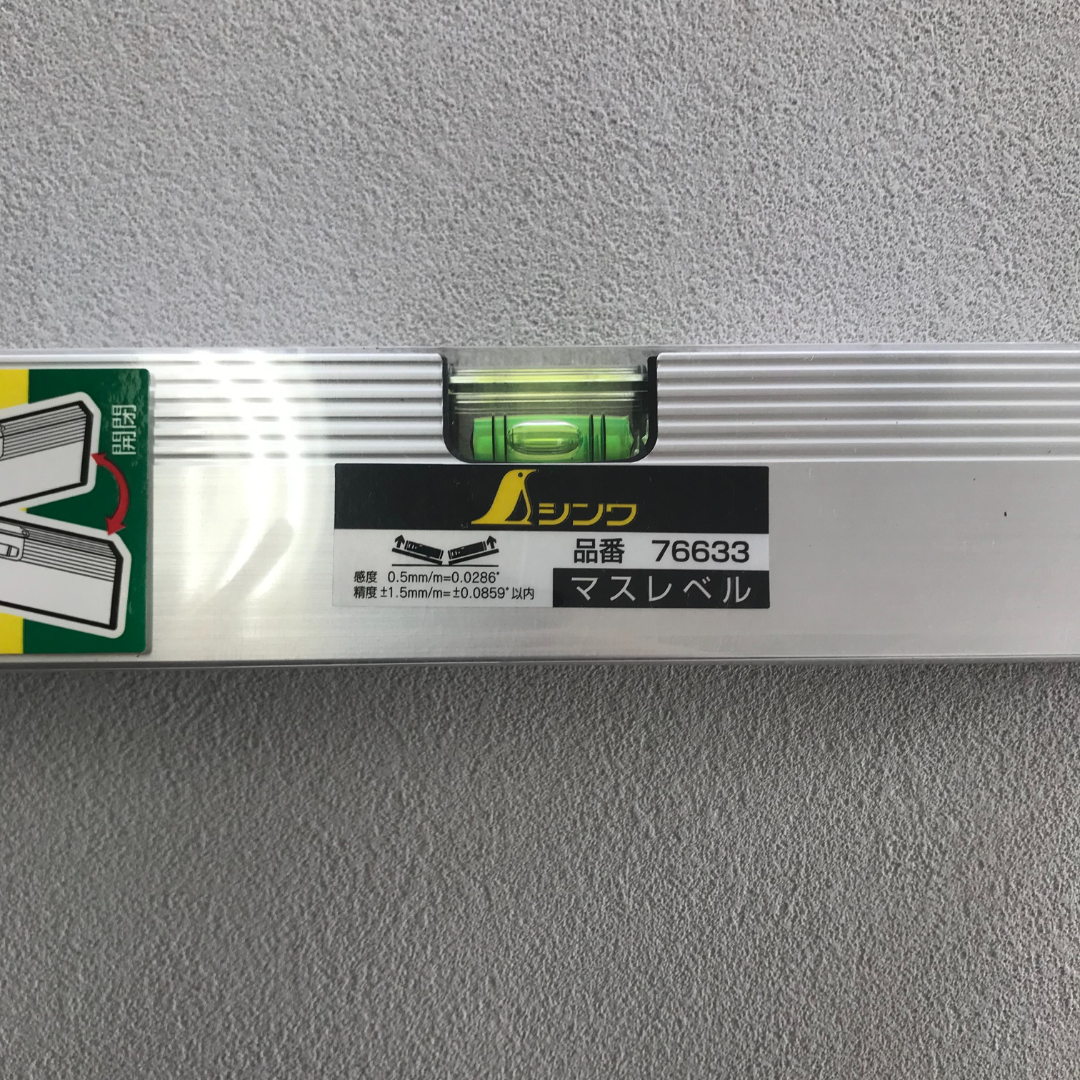 開閉
シンワ
品番 76633
感度 0.5mm/m=0.0286°
精度±1.5mm/m=±0.0859°以内
マスレベル